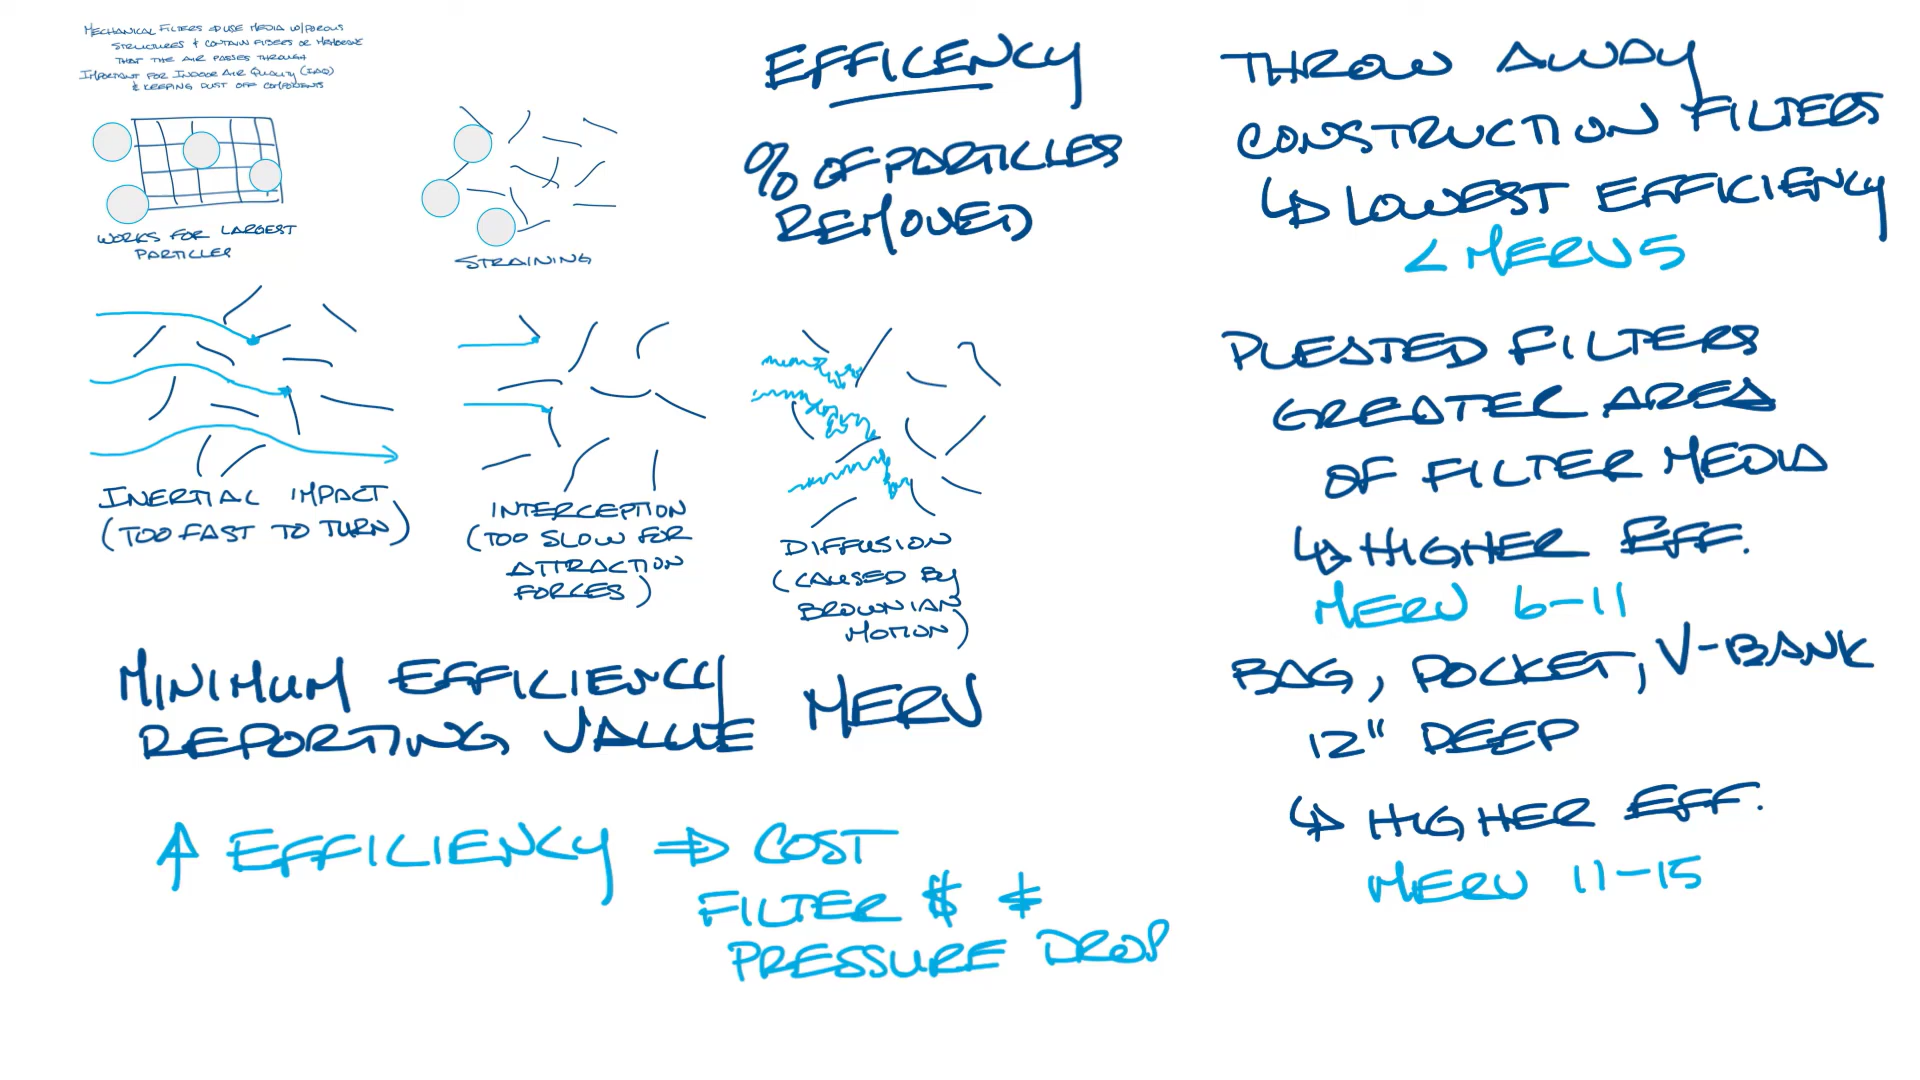 MECHANICAL FILTERS → USE MEDIA W/POROUS
STRUCTURES & CONTAIN FIBERS OR MEMBRANE
THAT THE AIR PASSES THROUGH
IMPORTANT FOR INDOOR AIR QUALITY (IAQ)
& KEEPING DUST OFF COMPONENTS
WORKS FOR LARGEST
PARTICLES
STRAINING
INERTIAL IMPACT
(TOO FAST TO TURN)
INTERCEPTION
(TOO SLOW FOR
ATTRACTION
FORCES)
DIFFUSION
(CAUSED BY
BROWNIAN
MOTION)
EFFICENCY
% OF PARTICLES
REMOVED
MINIMUM EFFICIENCY
REPORTING VALUE MERV
↑ EFFICIENCY ⇒ COST
FILTER $ &
PRESSURE DROP
THROW AWAY
CONSTRUCTION FILTERS
↳ LOWEST EFFICIENCY
< MERV 5
PLEATED FILTERS
GREATER AREA
OF FILTER MEDIA
↳ HIGHER EFF.
MERV 6-11
BAG, POCKET, V-BANK
12" DEEP
↳ HIGHER EFF.
MERV 11-15